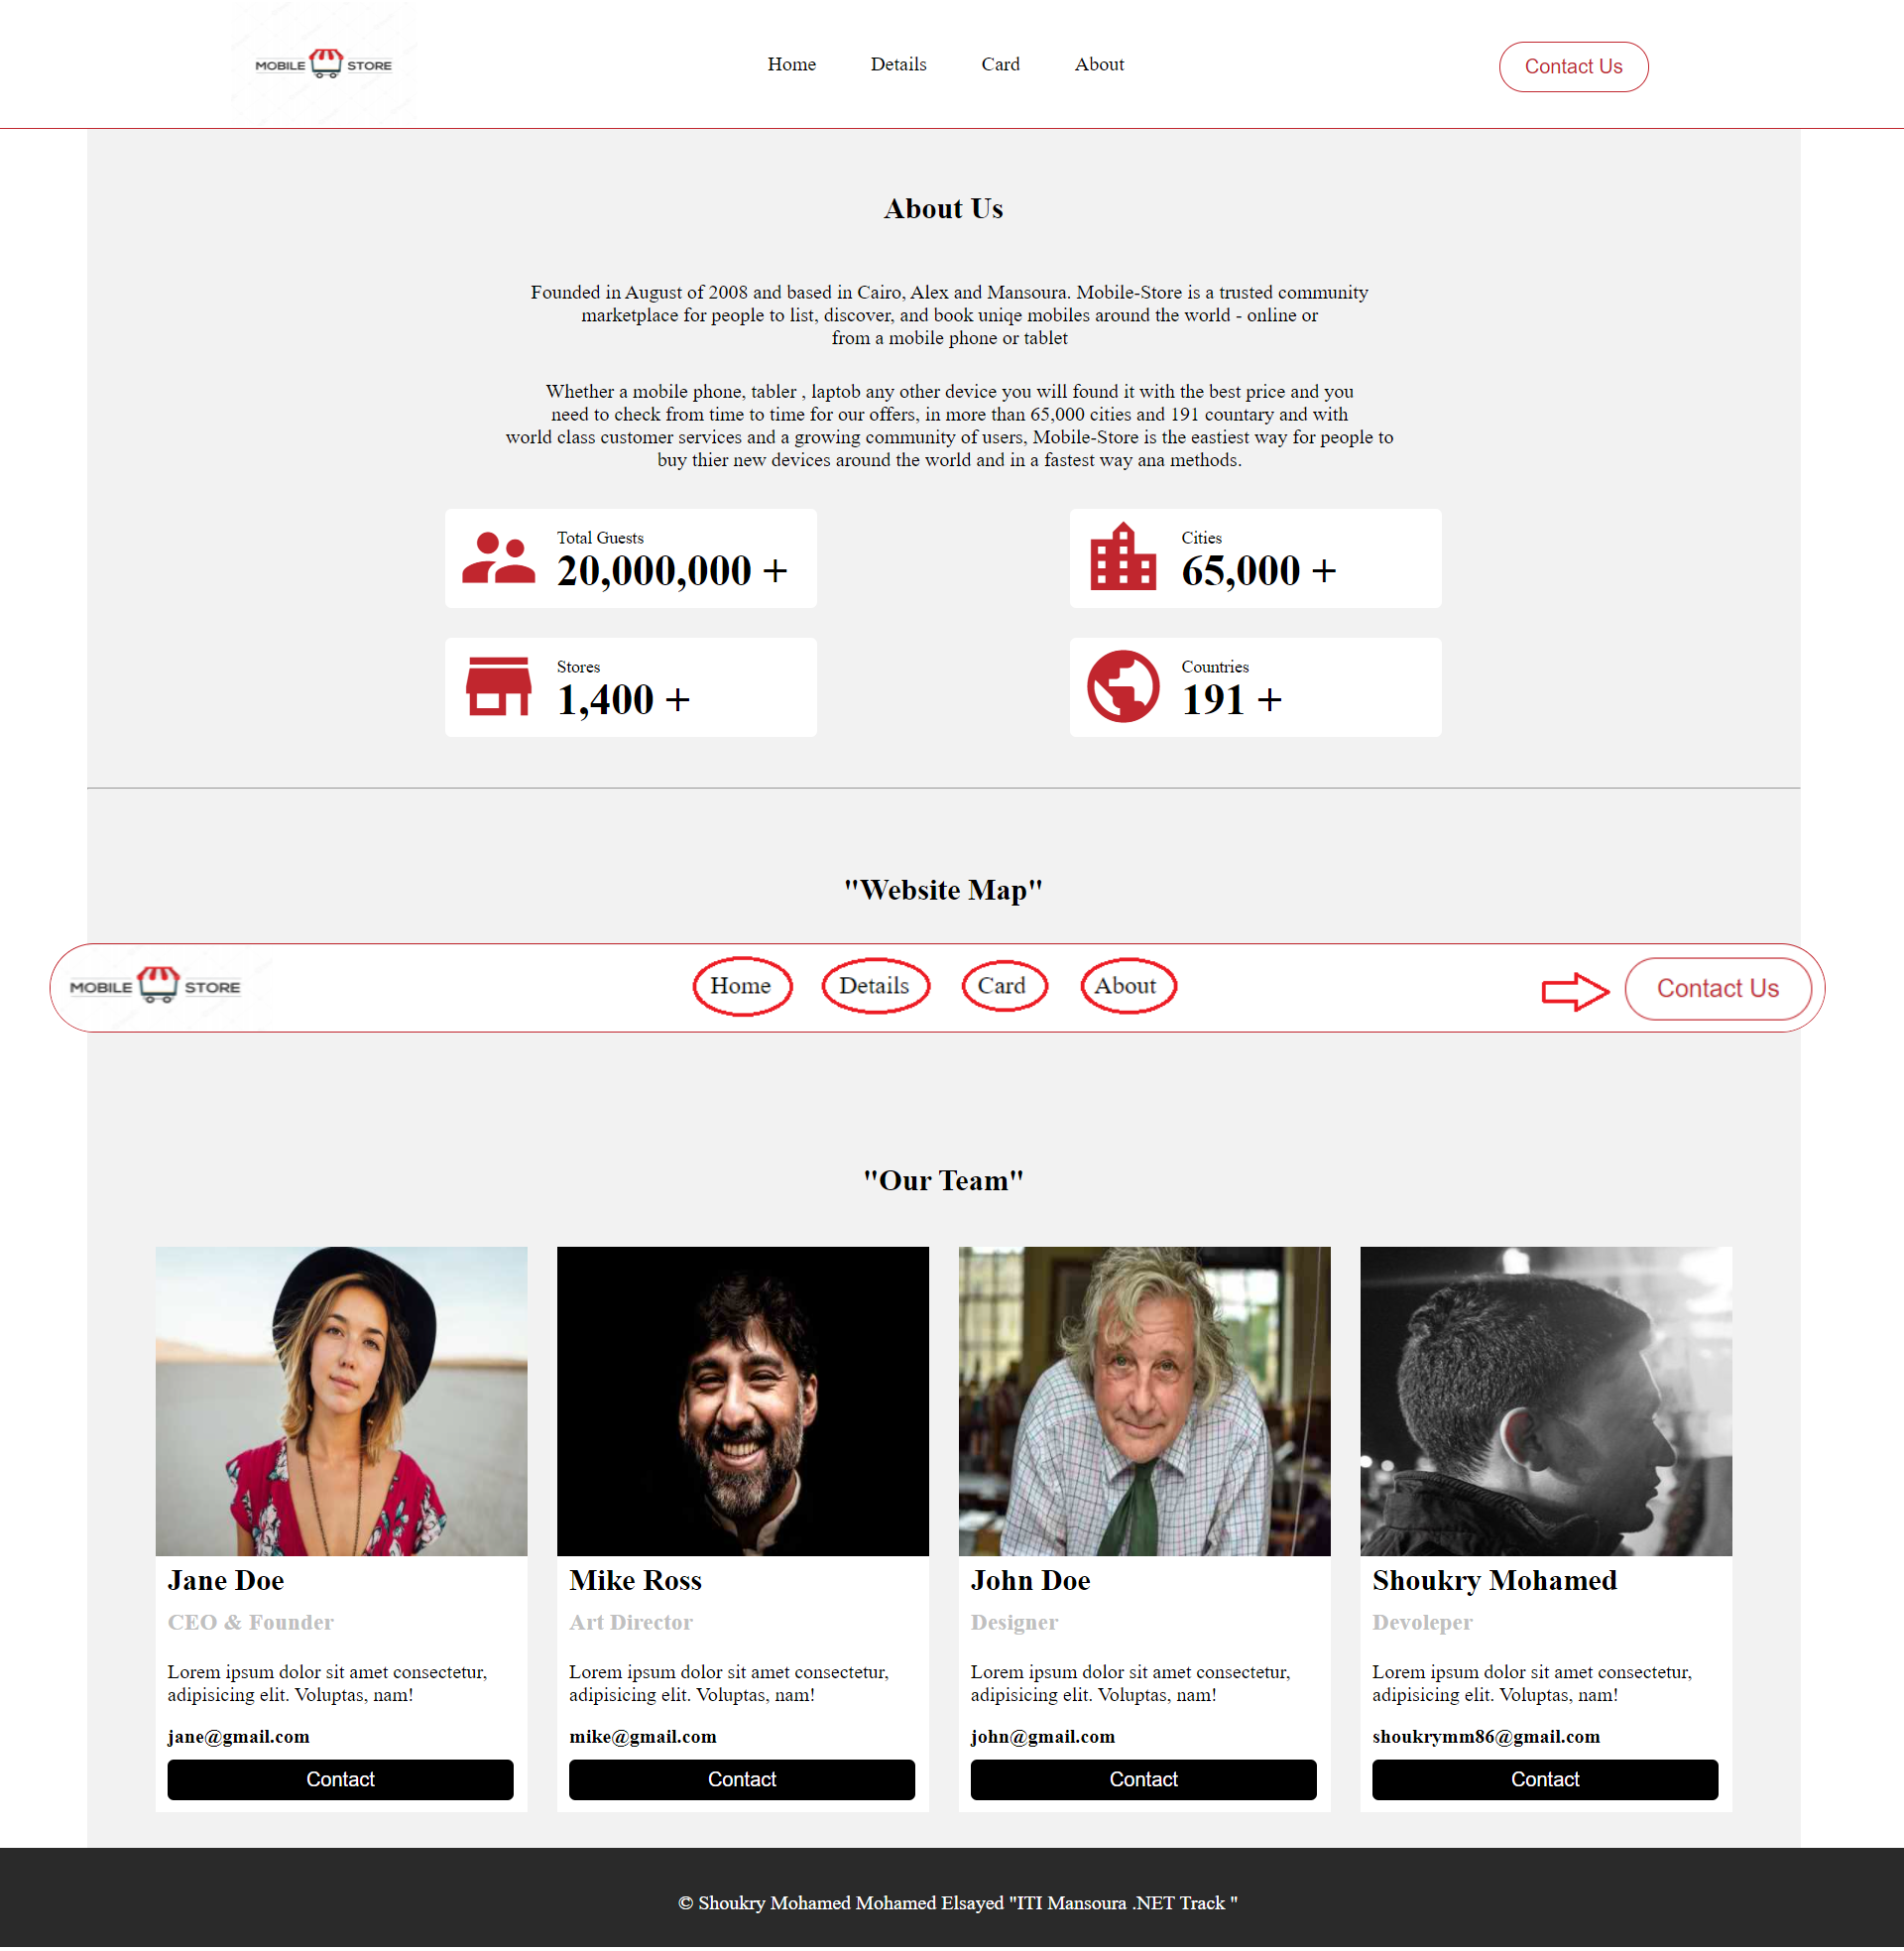 MOBILE STORE
Home Details Card About
Contact Us
About Us
Founded in August of 2008 and based in Cairo, Alex and Mansoura. Mobile-Store is a trusted community
marketplace for people to list, discover, and book uniqe mobiles around the world - online or
from a mobile phone or tablet
Whether a mobile phone, tabler , laptob any other device you will found it with the best price and you
need to check from time to time for our offers, in more than 65,000 cities and 191 countary and with
world class customer services and a growing community of users, Mobile-Store is the eastiest way for people to
buy thier new devices around the world and in a fastest way ana methods.
Total Guests
20,000,000 +
Cities
65,000 +
Stores
1,400 +
Countries
191 +
"Website Map"
MOBILE STORE
Home Details Card About
Contact Us
"Our Team"
Jane Doe
CEO & Founder
Lorem ipsum dolor sit amet consectetur,
adipisicing elit. Voluptas, nam!
jane@gmail.com
Contact
Mike Ross
Art Director
Lorem ipsum dolor sit amet consectetur,
adipisicing elit. Voluptas, nam!
mike@gmail.com
Contact
John Doe
Designer
Lorem ipsum dolor sit amet consectetur,
adipisicing elit. Voluptas, nam!
john@gmail.com
Contact
Shoukry Mohamed
Devoleper
Lorem ipsum dolor sit amet consectetur,
adipisicing elit. Voluptas, nam!
shoukrymm86@gmail.com
Contact
© Shoukry Mohamed Mohamed Elsayed "ITI Mansoura .NET Track "